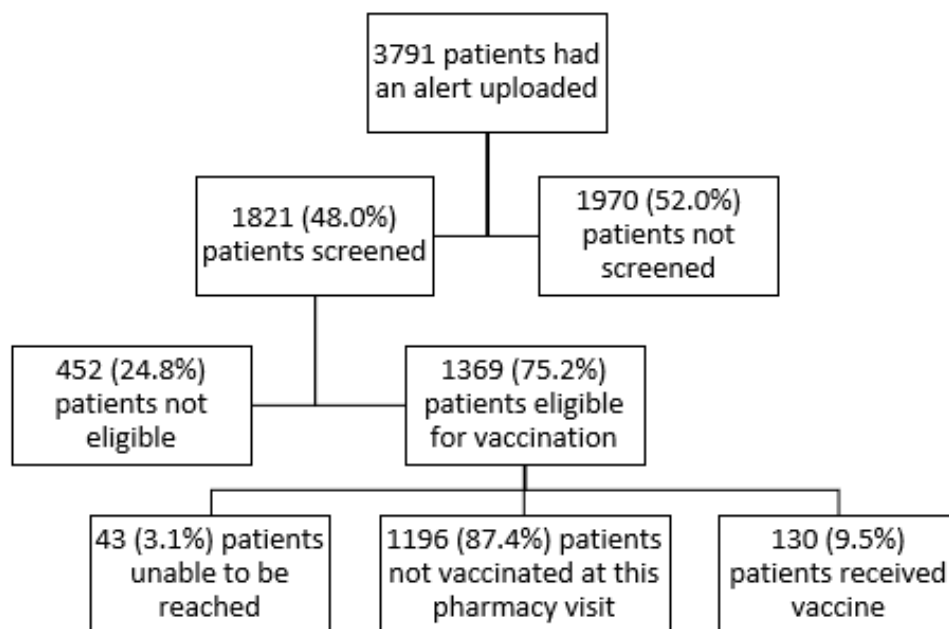 3791 patients had
an alert uploaded
1821 (48.0%)
patients screened
1970 (52.0%)
patients not
screened
452 (24.8%)
patients not
eligible
1369 (75.2%)
patients eligible
for vaccination
43 (3.1%) patients
unable to be
reached
1196 (87.4%) patients
not vaccinated at this
pharmacy visit
130 (9.5%)
patients received
vaccine